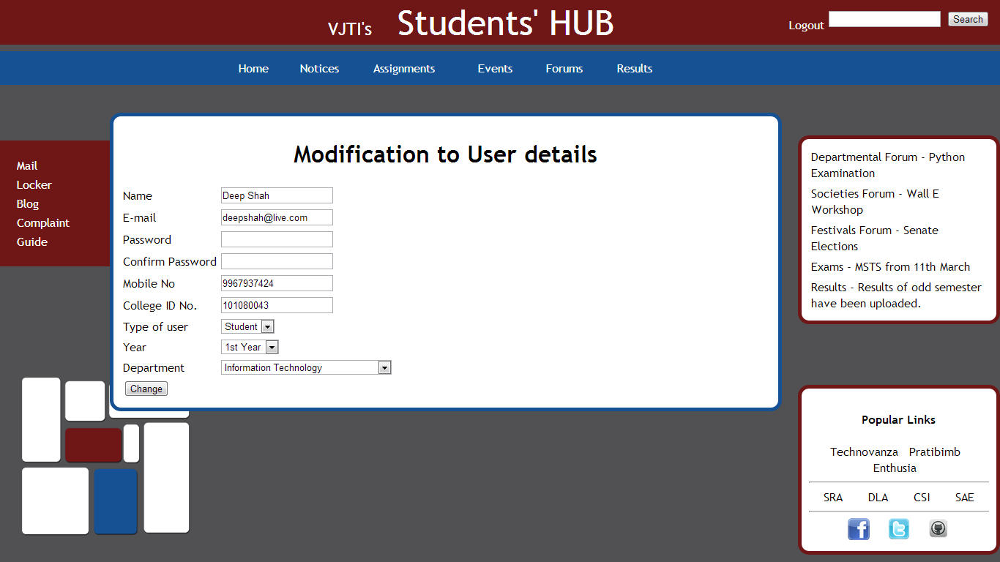 VJTI's Students' HUB
Logout Search
Home Notices Assignments Events Forums Results
Mail
Locker
Blog
Complaint
Guide
Modification to User details
Name Deep Shah
E-mail deepshah@live.com
Password
Confirm Password
Mobile No 9967937424
College ID No. 101080043
Type of user Student
Year 1st Year
Department Information Technology
Change
Departmental Forum - Python
Examination
Societies Forum - Wall E
Workshop
Festivals Forum - Senate
Elections
Exams - MSTS from 11th March
Results - Results of odd semester
have been uploaded.
Popular Links
Technovanza Pratibimb
Enthusia
SRA DLA CSI SAE